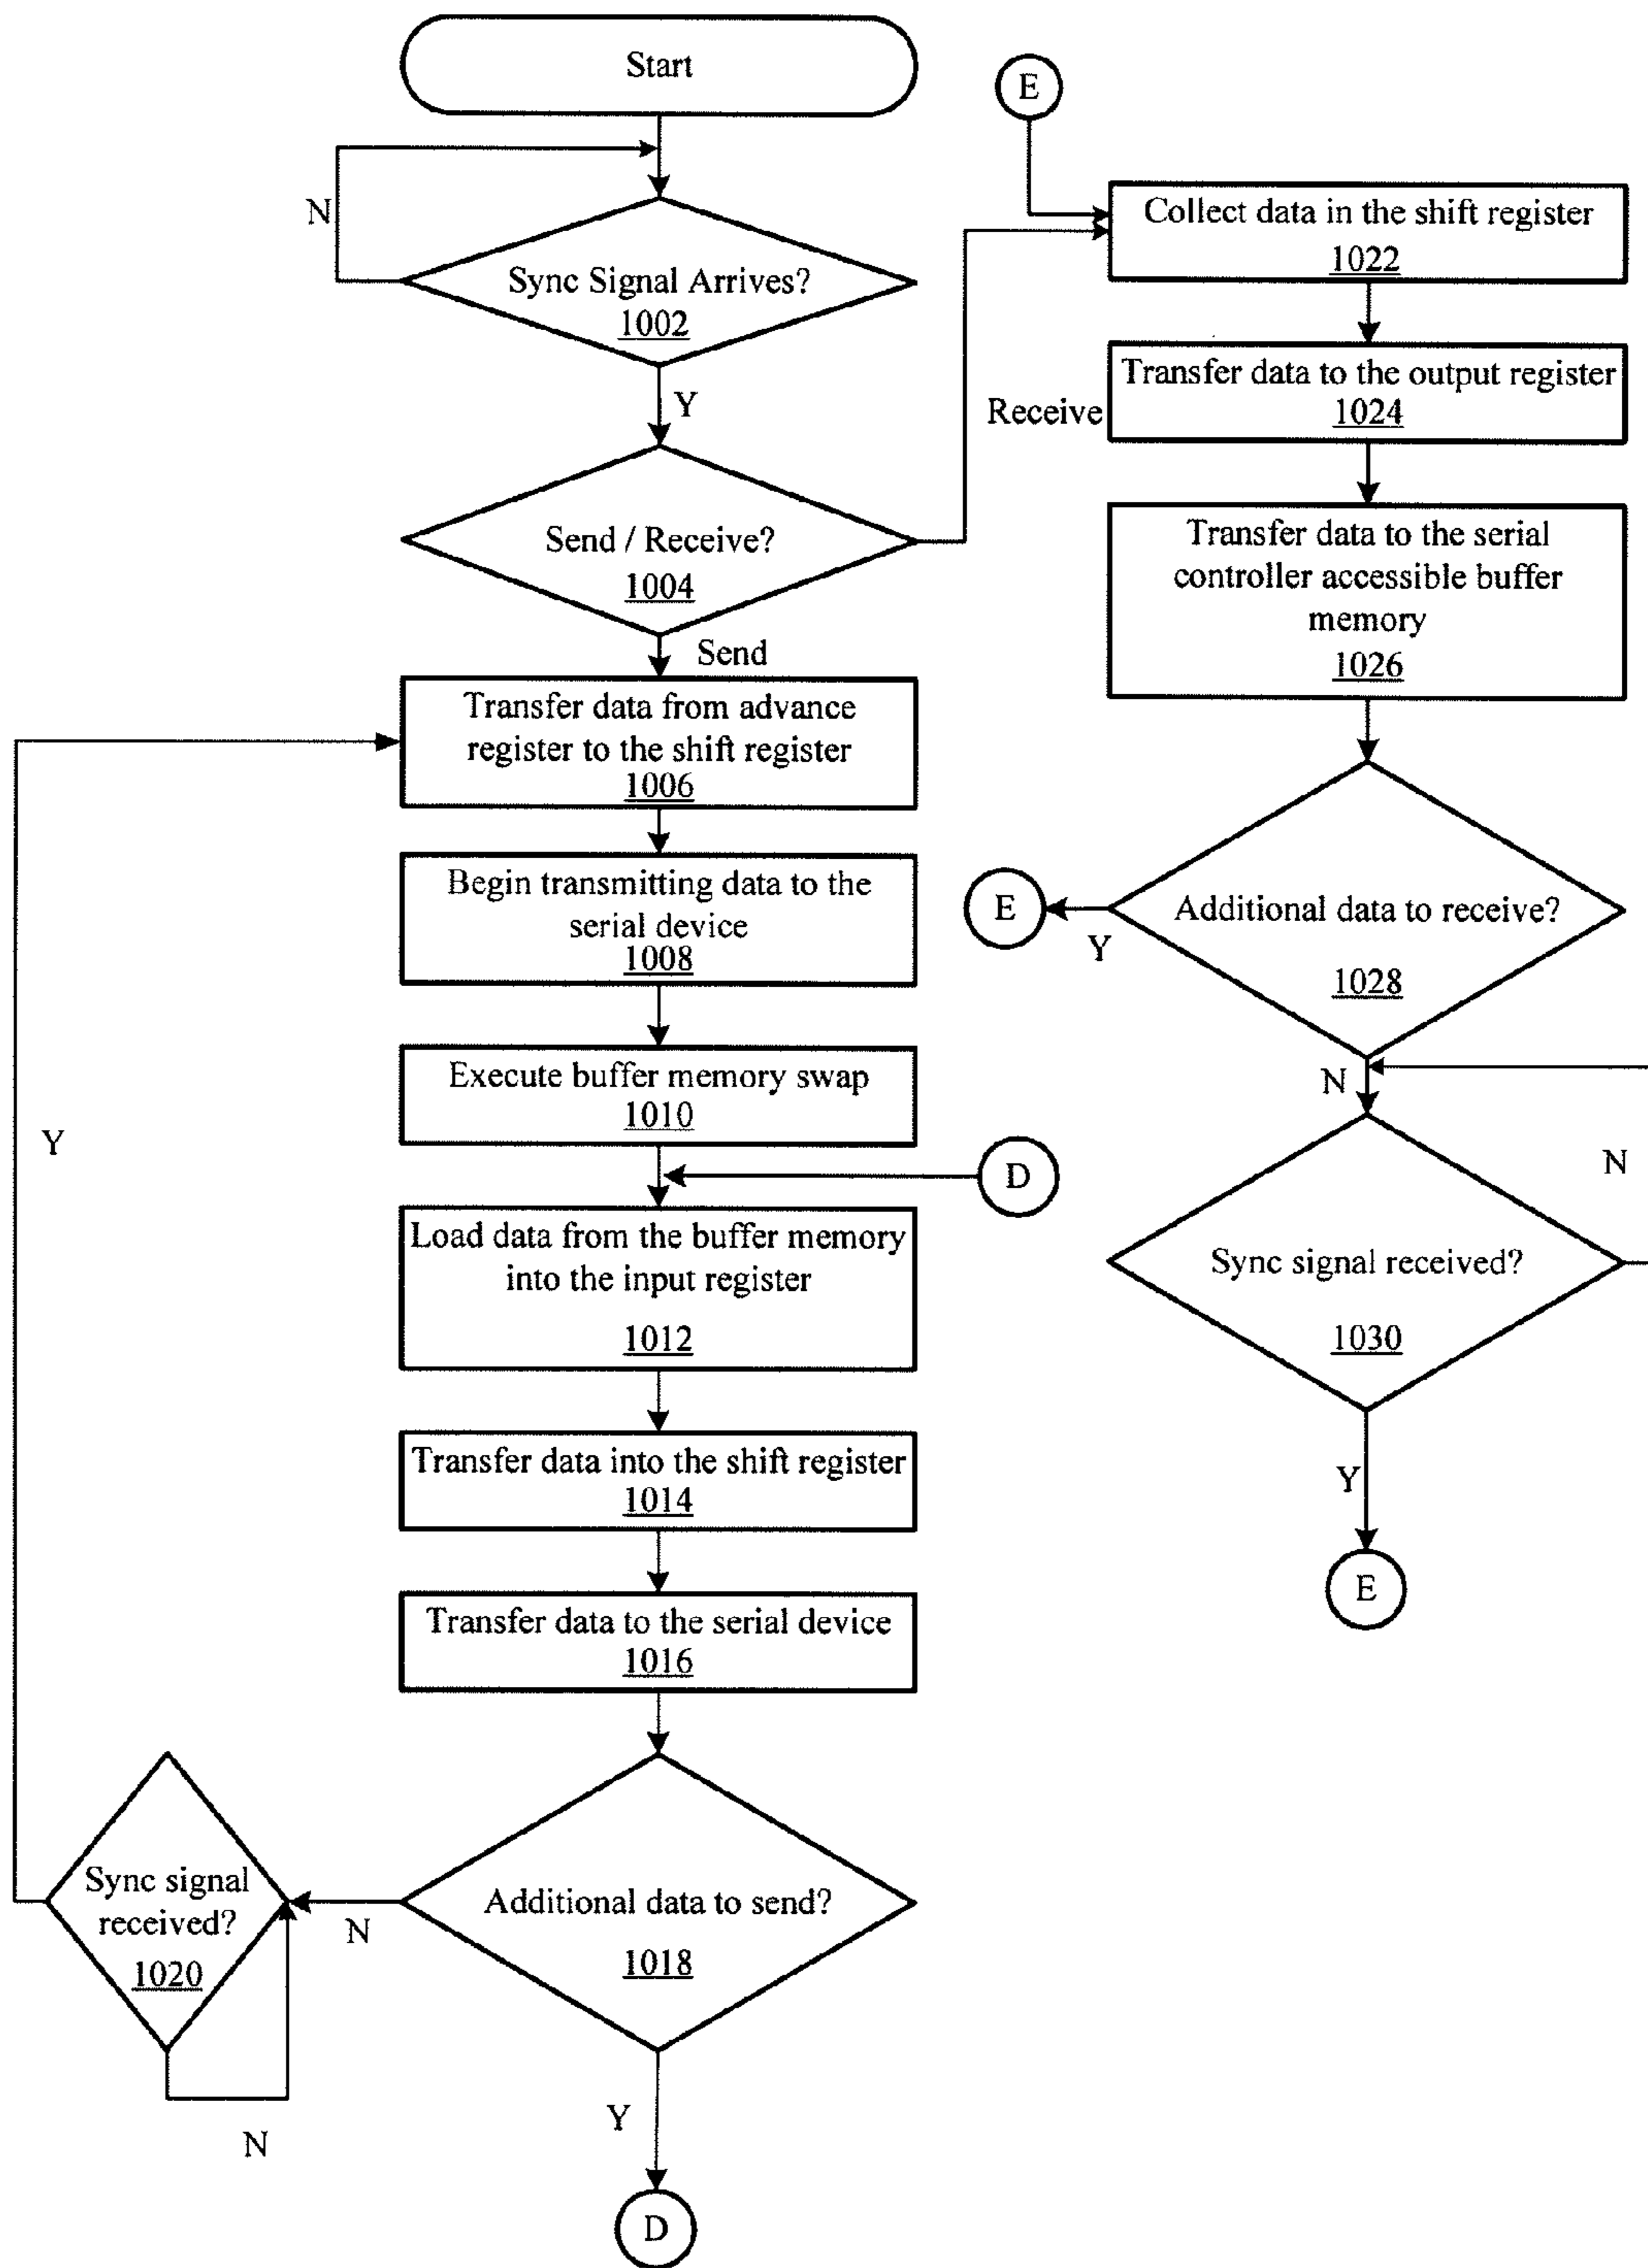 Start
N
Sync Signal Arrives?
1002
Y
Send / Receive?
1004
Send
Transfer data from advance
register to the shift register
1006
Begin transmitting data to the
serial device
1008
Execute buffer memory swap
1010
D
Load data from the buffer memory
into the input register
1012
Transfer data into the shift register
1014
Transfer data to the serial device
1016
Additional data to send?
1018
N
Y
D
Sync signal
received?
1020
N
Y
E
Receive
Collect data in the shift register
1022
Transfer data to the output register
1024
Transfer data to the serial
controller accessible buffer
memory
1026
Additional data to receive?
1028
E
Y
N
Sync signal received?
1030
N
Y
E